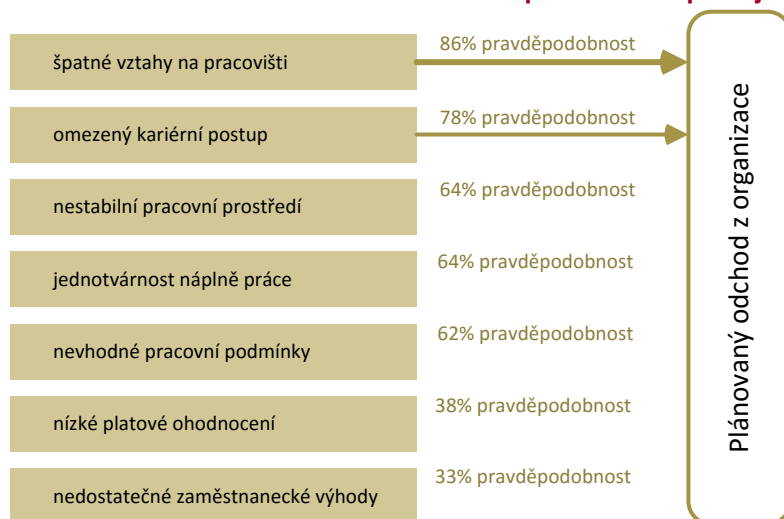 86% pravděpodobnost
špatné vztahy na pracovišti
78% pravděpodobnost
omezený kariérní postup
64% pravděpodobnost
nestabilní pracovní prostředí
64% pravděpodobnost
jednotvárnost náplně práce
62% pravděpodobnost
nevhodné pracovní podmínky
38% pravděpodobnost
nízké platové ohodnocení
33% pravděpodobnost
nedostatečné zaměstnanecké výhody
Plánovaný odchod z organizace